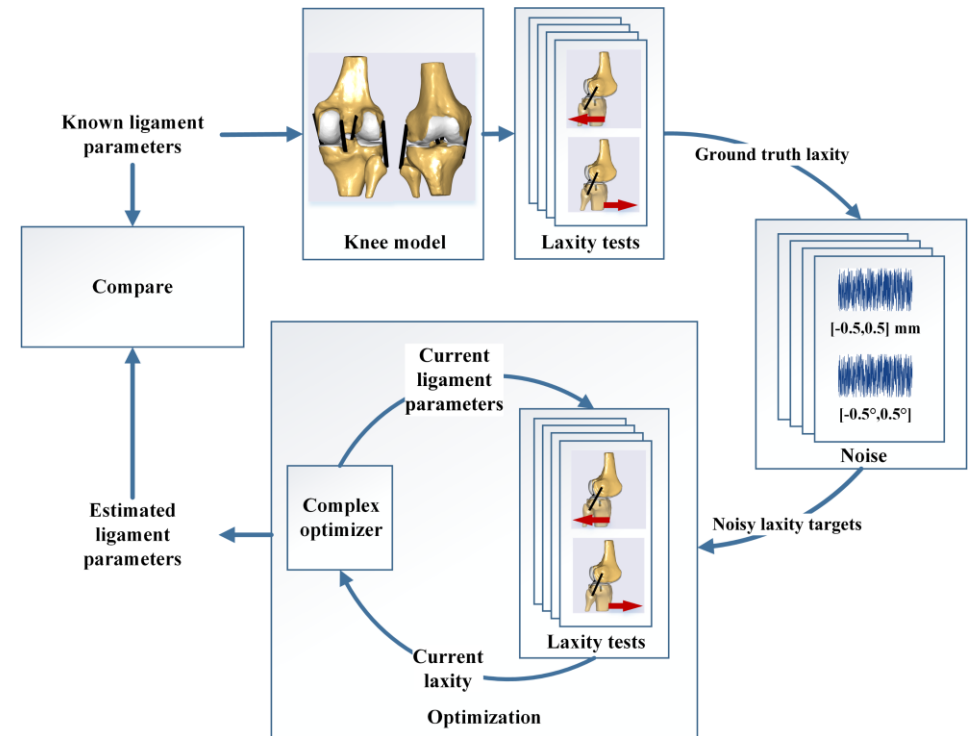 Known ligament
parameters
Knee model
Laxity tests
Ground truth laxity
Compare
[-0.5,0.5] mm
[-0.5°,0.5°]
Noise
Noisy laxity targets
Current
ligament
parameters
Complex
optimizer
Laxity tests
Current
laxity
Optimization
Estimated
ligament
parameters